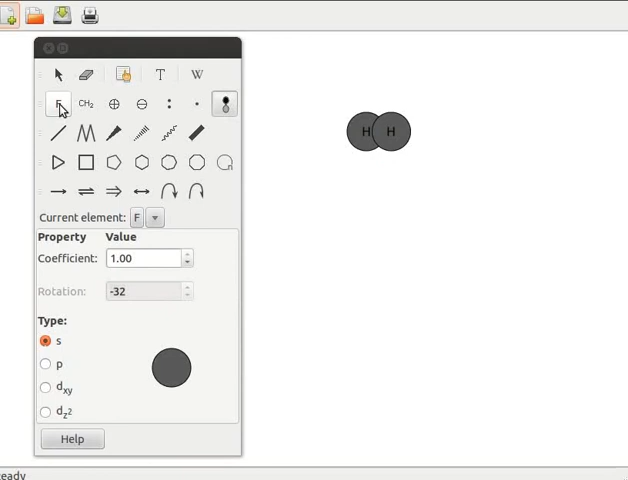 T W
F CH₂
H H
Current element: F
Property Value
Coefficient: 1.00
Rotation: -32
Type:
s
p
dxy
dz²
Help
eady